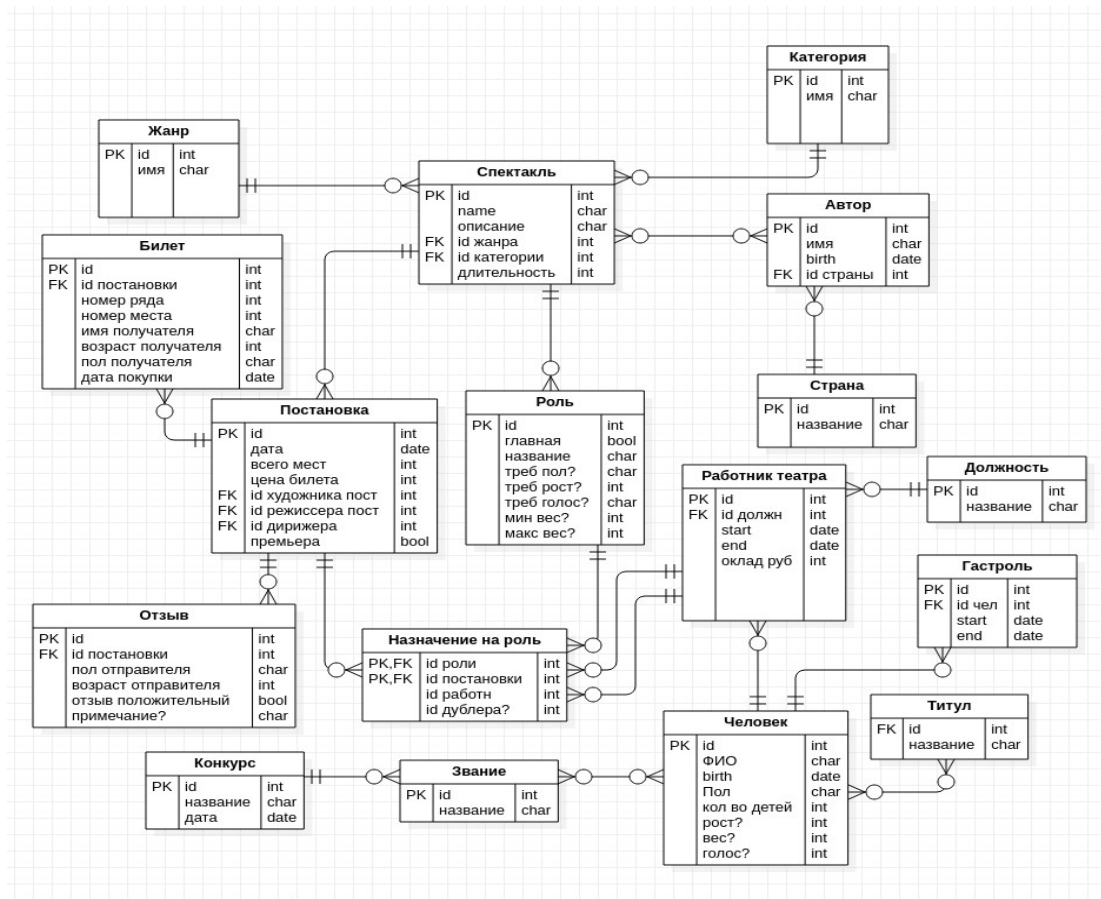 Категория
PK id int
имя char
Жанр
PK id int
имя char
Спектакль
PK id int
name char
описание char
FK id жанра int
FK id категории int
длительность int
Автор
PK id int
имя char
birth date
FK id страны int
Билет
PK id int
FK id постановки int
номер ряда int
номер места int
имя получателя char
возраст получателя int
пол получателя char
дата покупки date
Страна
PK id int
название char
Постановка
PK id int
дата date
всего мест int
цена билета int
FK id художника пост int
FK id режиссера пост int
FK id дирижера int
премьера bool
Роль
PK id int
главная bool
название char
треб пол? char
треб рост? int
треб голос? char
мин вес? int
макс вес? int
Работник театра
PK id int
FK id должн int
start date
end date
оклад руб int
Должность
PK id int
название char
Гастроль
PK id int
FK id чел int
start date
end date
Отзыв
PK id int
FK id постановки int
пол отправителя char
возраст отправителя int
отзыв положительный bool
примечание? char
Назначение на роль
PK,FK id роли int
PK,FK id постановки int
id работн int
id дублера? int
Человек
PK id int
ФИО char
birth date
Пол char
кол во детей int
рост? int
вес? int
голос? int
Титул
FK id int
название char
Конкурс
PK id int
название char
дата date
Звание
PK id int
название char